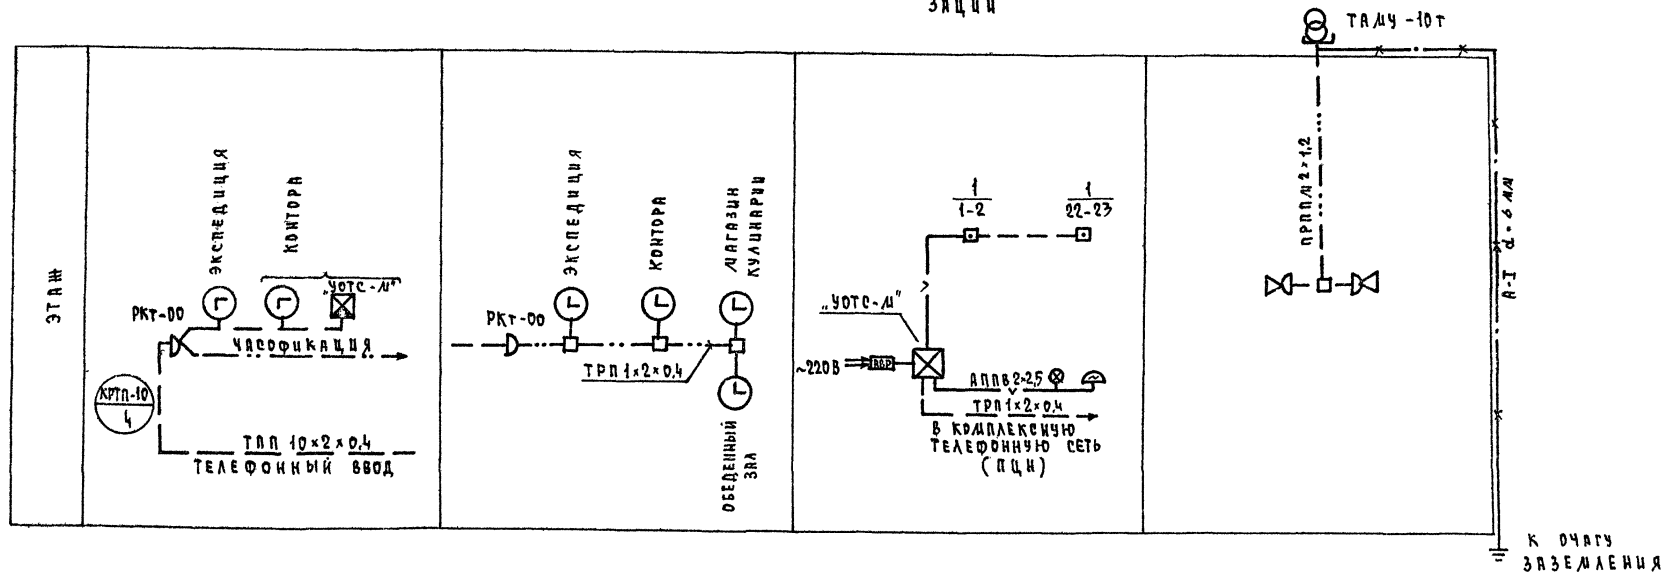 ЗАЦИИ
ТАМУ-10Т
ЭТАЖ
ЭКСПЕДИЦИЯ
КОНТОРА
„УОТС-М"
РКТ-00
ЧАСОФИКАЦИЯ
КРТП-10
4
ТПП 10×2×0,4
ТЕЛЕФОННЫЙ ВВОД
ЭКСПЕДИЦИЯ
КОНТОРА
МАГАЗИН
КУЛИНАРИИ
РКТ-00
ТРП 1×2×0,4
ОБЕДЕННЫЙ
ЗАЛ
1
1-2
1
22-23
„УОТС-М"
~220В
АВР
АППВ 2×2,5
ТРП 1×2×0,4
В КОМПЛЕКСНУЮ
ТЕЛЕФОННУЮ СЕТЬ
(ПЦН)
ПРППМ 2×1,2
А-I d=6 ММ
К ОЧАГУ
ЗАЗЕМЛЕНИЯ